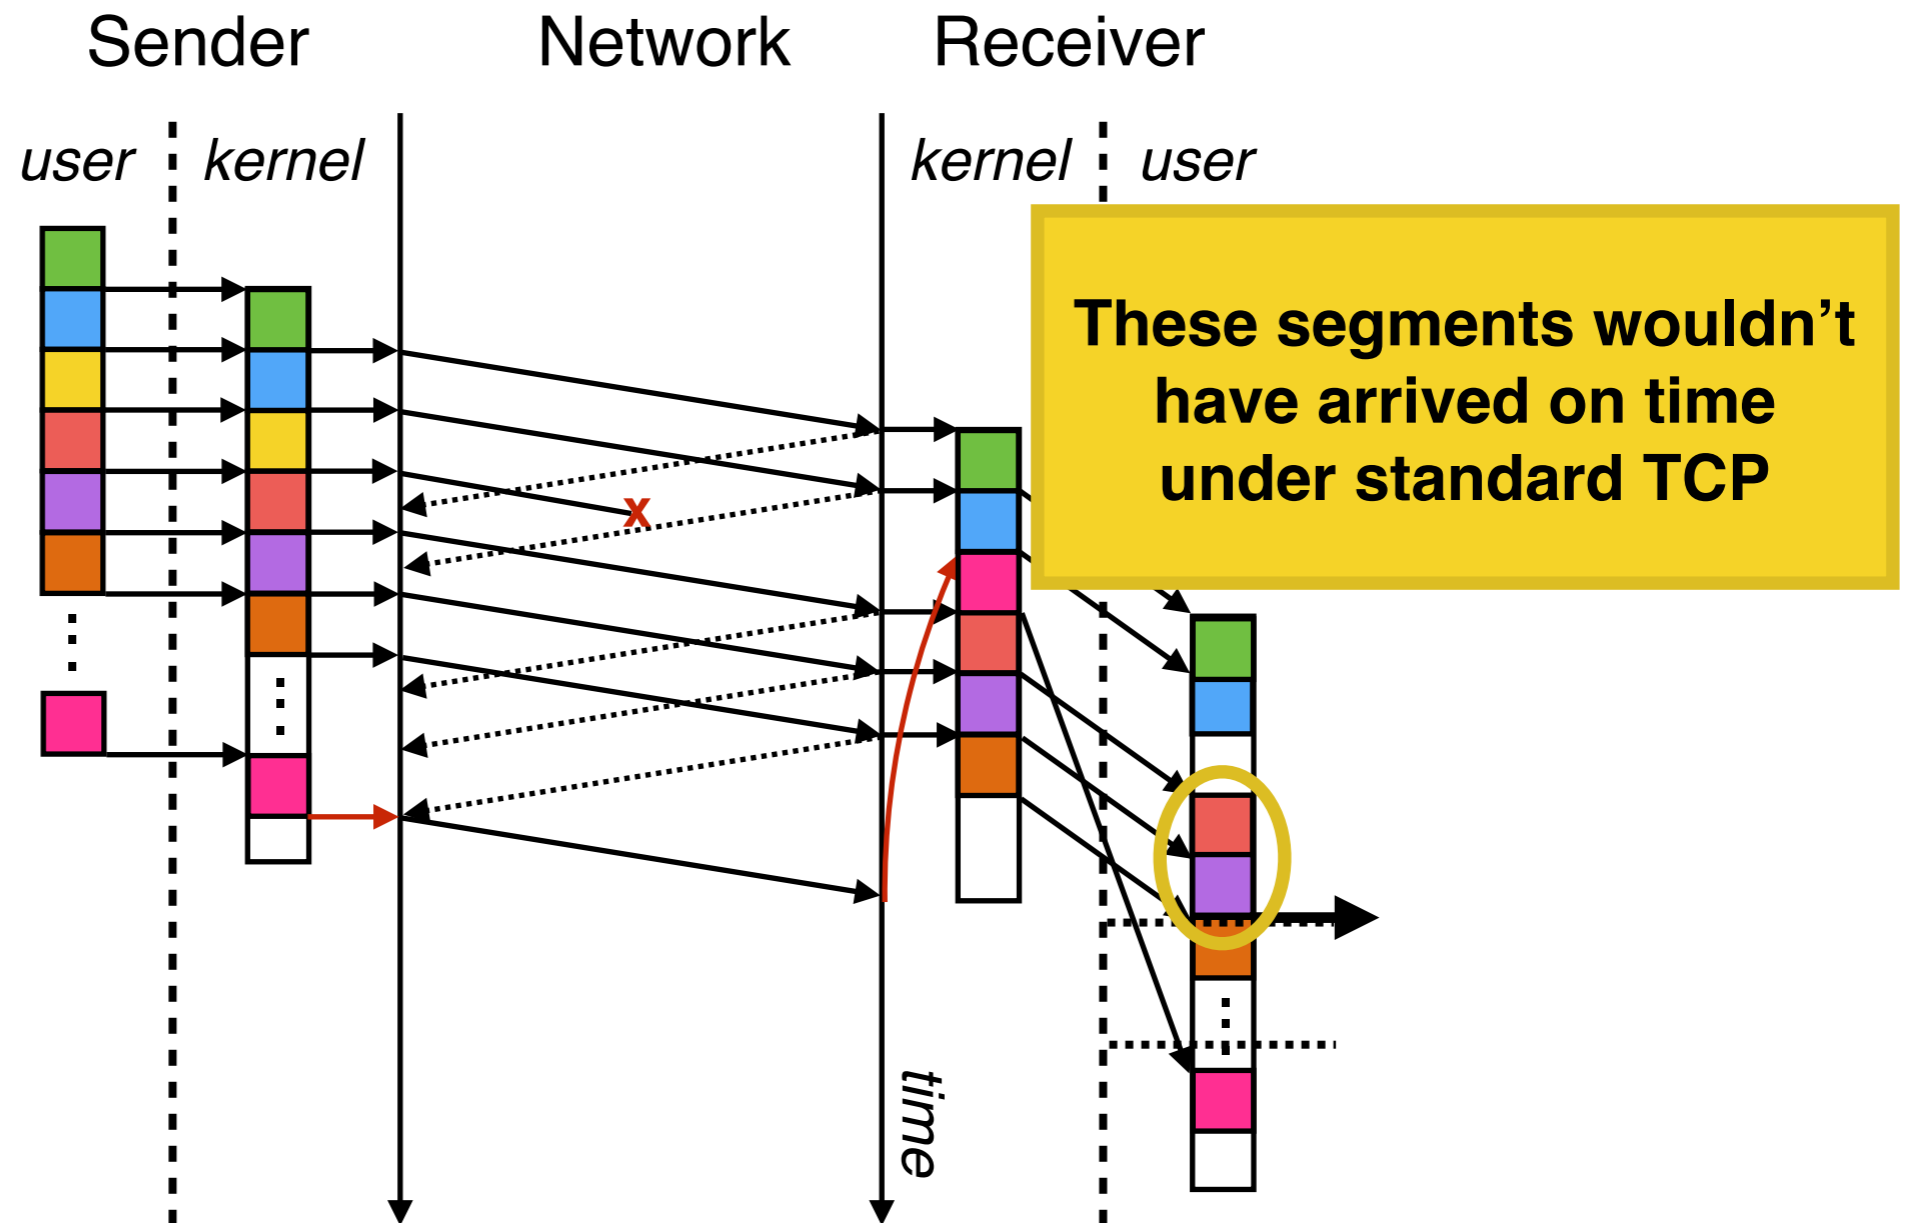 Sender Network Receiver
user kernel kernel user
These segments wouldn't
have arrived on time
under standard TCP
x
time